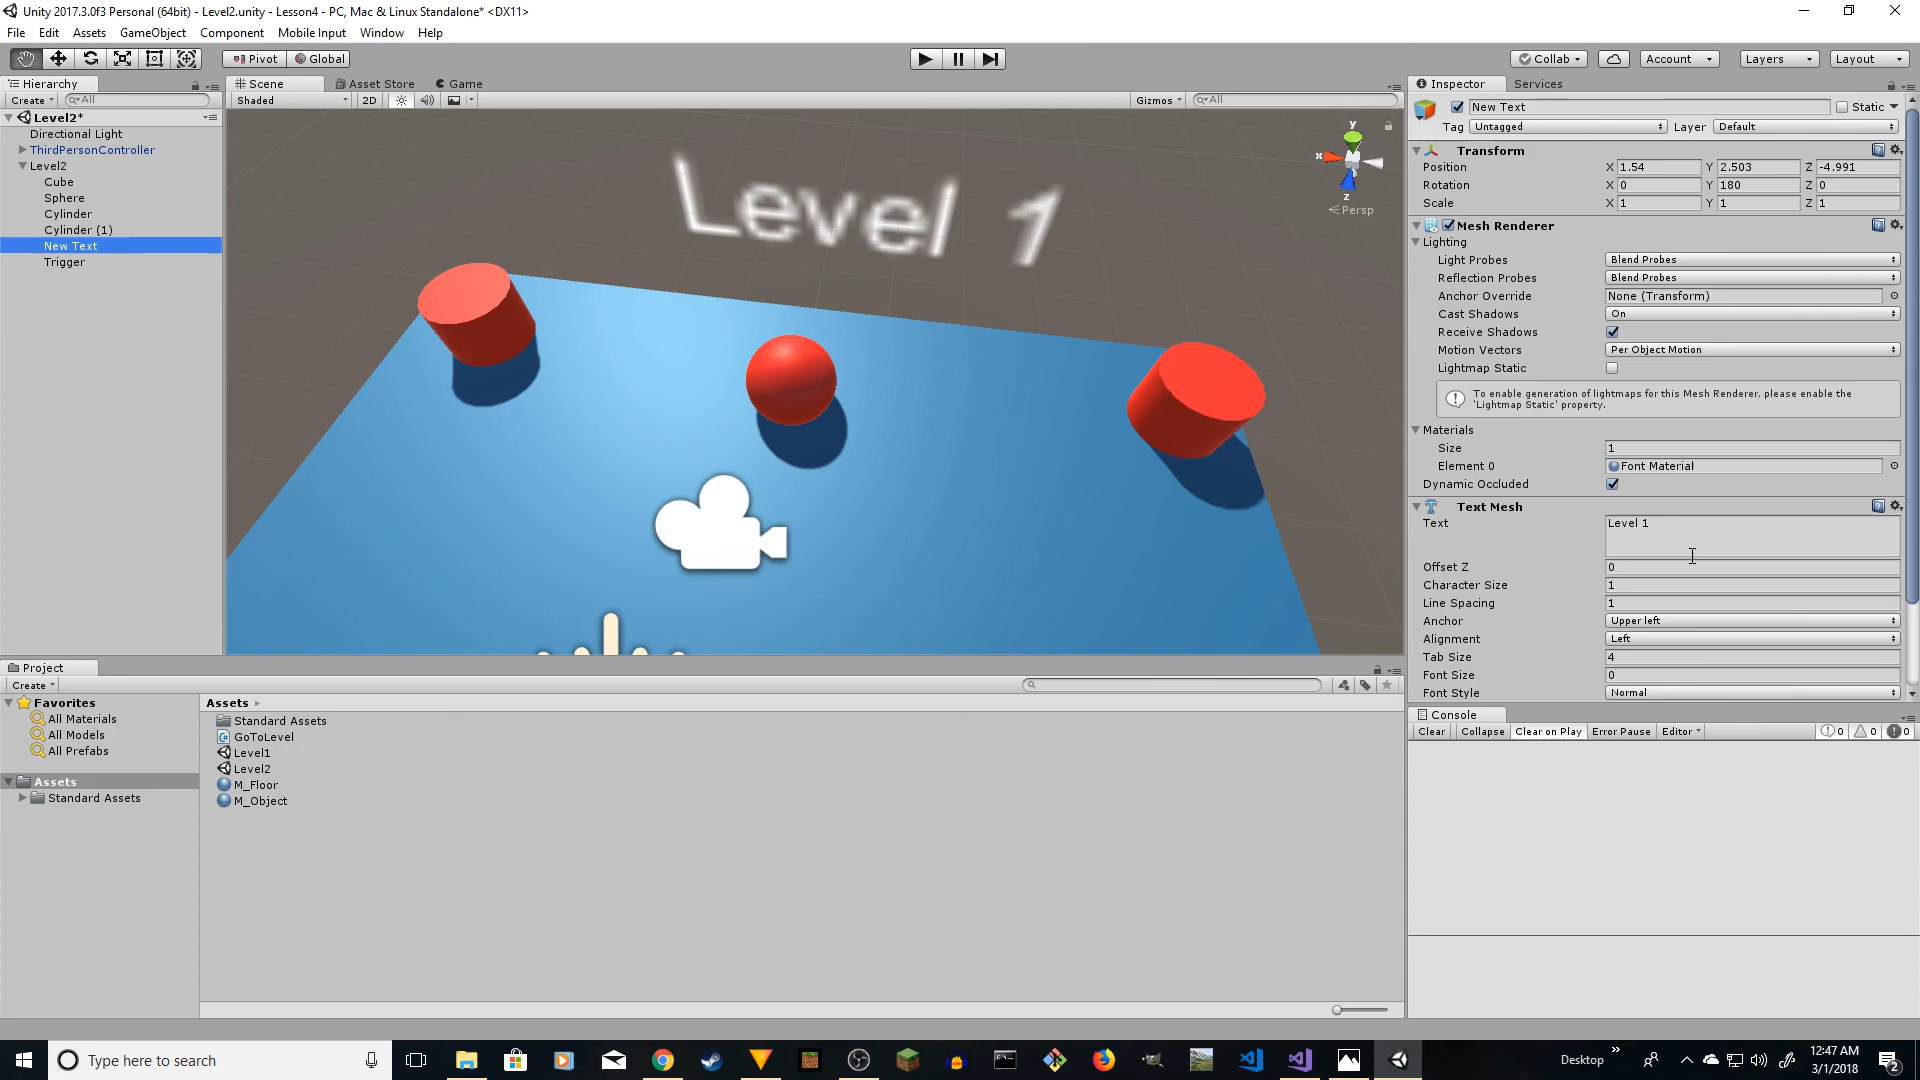 Unity 2017.3.0f3 Personal (64bit) - Level2.unity - Lesson4 - PC, Mac & Linux Standalone* <DX11>
File Edit Assets GameObject Component Mobile Input Window Help
Pivot Global Collab Account Layers Layout
Hierarchy
Create All
Level2*
Directional Light
ThirdPersonController
Level2
Cube
Sphere
Cylinder
Cylinder (1)
New Text
Trigger
Scene Asset Store Game
Shaded 2D Gizmos All
Level 1
y
x
z
Persp
Inspector Services
New Text Static
Tag Untagged Layer Default
Transform
Position X 1.54 Y 2.503 Z -4.991
Rotation X 0 Y 180 Z 0
Scale X 1 Y 1 Z 1
Mesh Renderer
Lighting
Light Probes Blend Probes
Reflection Probes Blend Probes
Anchor Override None (Transform)
Cast Shadows On
Receive Shadows
Motion Vectors Per Object Motion
Lightmap Static
To enable generation of lightmaps for this Mesh Renderer, please enable the
'Lightmap Static' property.
Materials
Size 1
Element 0 Font Material
Dynamic Occluded
Text Mesh
Text Level 1
Offset Z 0
Character Size 1
Line Spacing 1
Anchor Upper left
Alignment Left
Tab Size 4
Font Size 0
Font Style Normal
Project
Create
Favorites
All Materials
All Models
All Prefabs
Assets
Standard Assets
Assets
Standard Assets
GoToLevel
Level1
Level2
M_Floor
M_Object
Console
Clear Collapse Clear on Play Error Pause Editor 0 0 0
Type here to search
Desktop
12:47 AM
3/1/2018
2